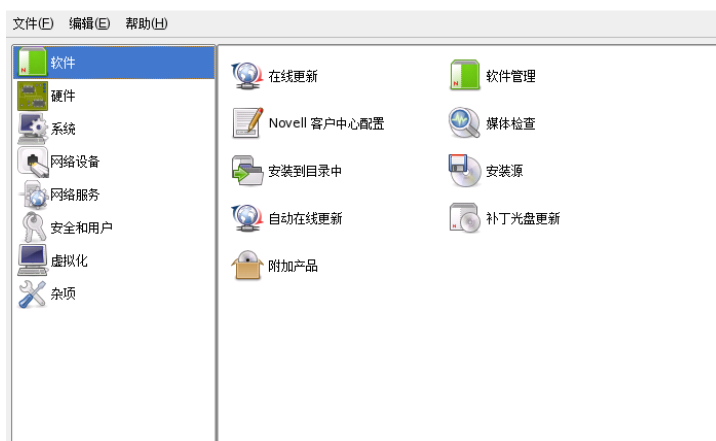 文件(F) 编辑(E) 帮助(H)
软件
硬件
系统
网络设备
网络服务
安全和用户
虚拟化
杂项
在线更新
软件管理
Novell 客户中心配置
媒体检查
安装到目录中
安装源
自动在线更新
补丁光盘更新
附加产品